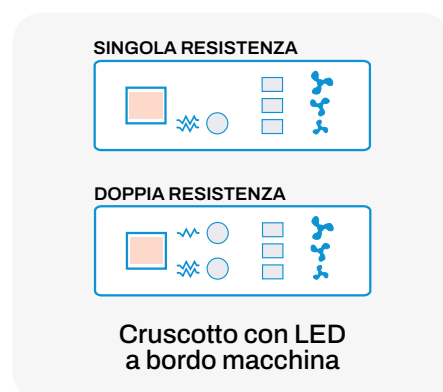 SINGOLA RESISTENZA
DOPPIA RESISTENZA
Cruscotto con LED
a bordo macchina